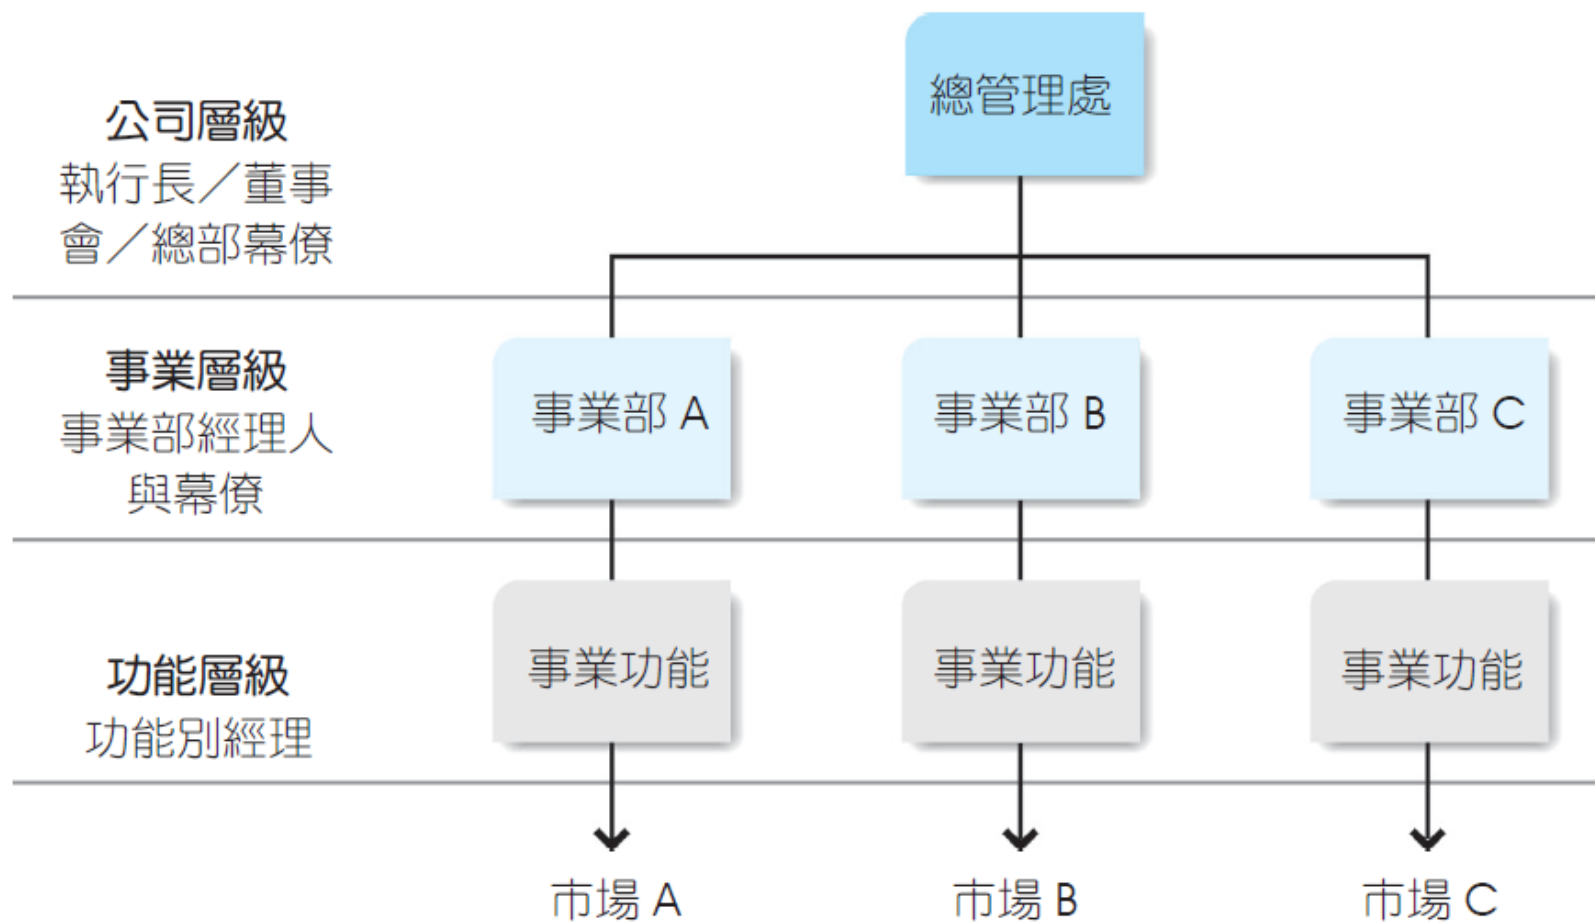 總管理處
公司層級
執行長／董事
會／總部幕僚
事業層級
事業部經理人
與幕僚
事業部 A
事業部 B
事業部 C
功能層級
功能別經理
事業功能
事業功能
事業功能
市場 A
市場 B
市場 C